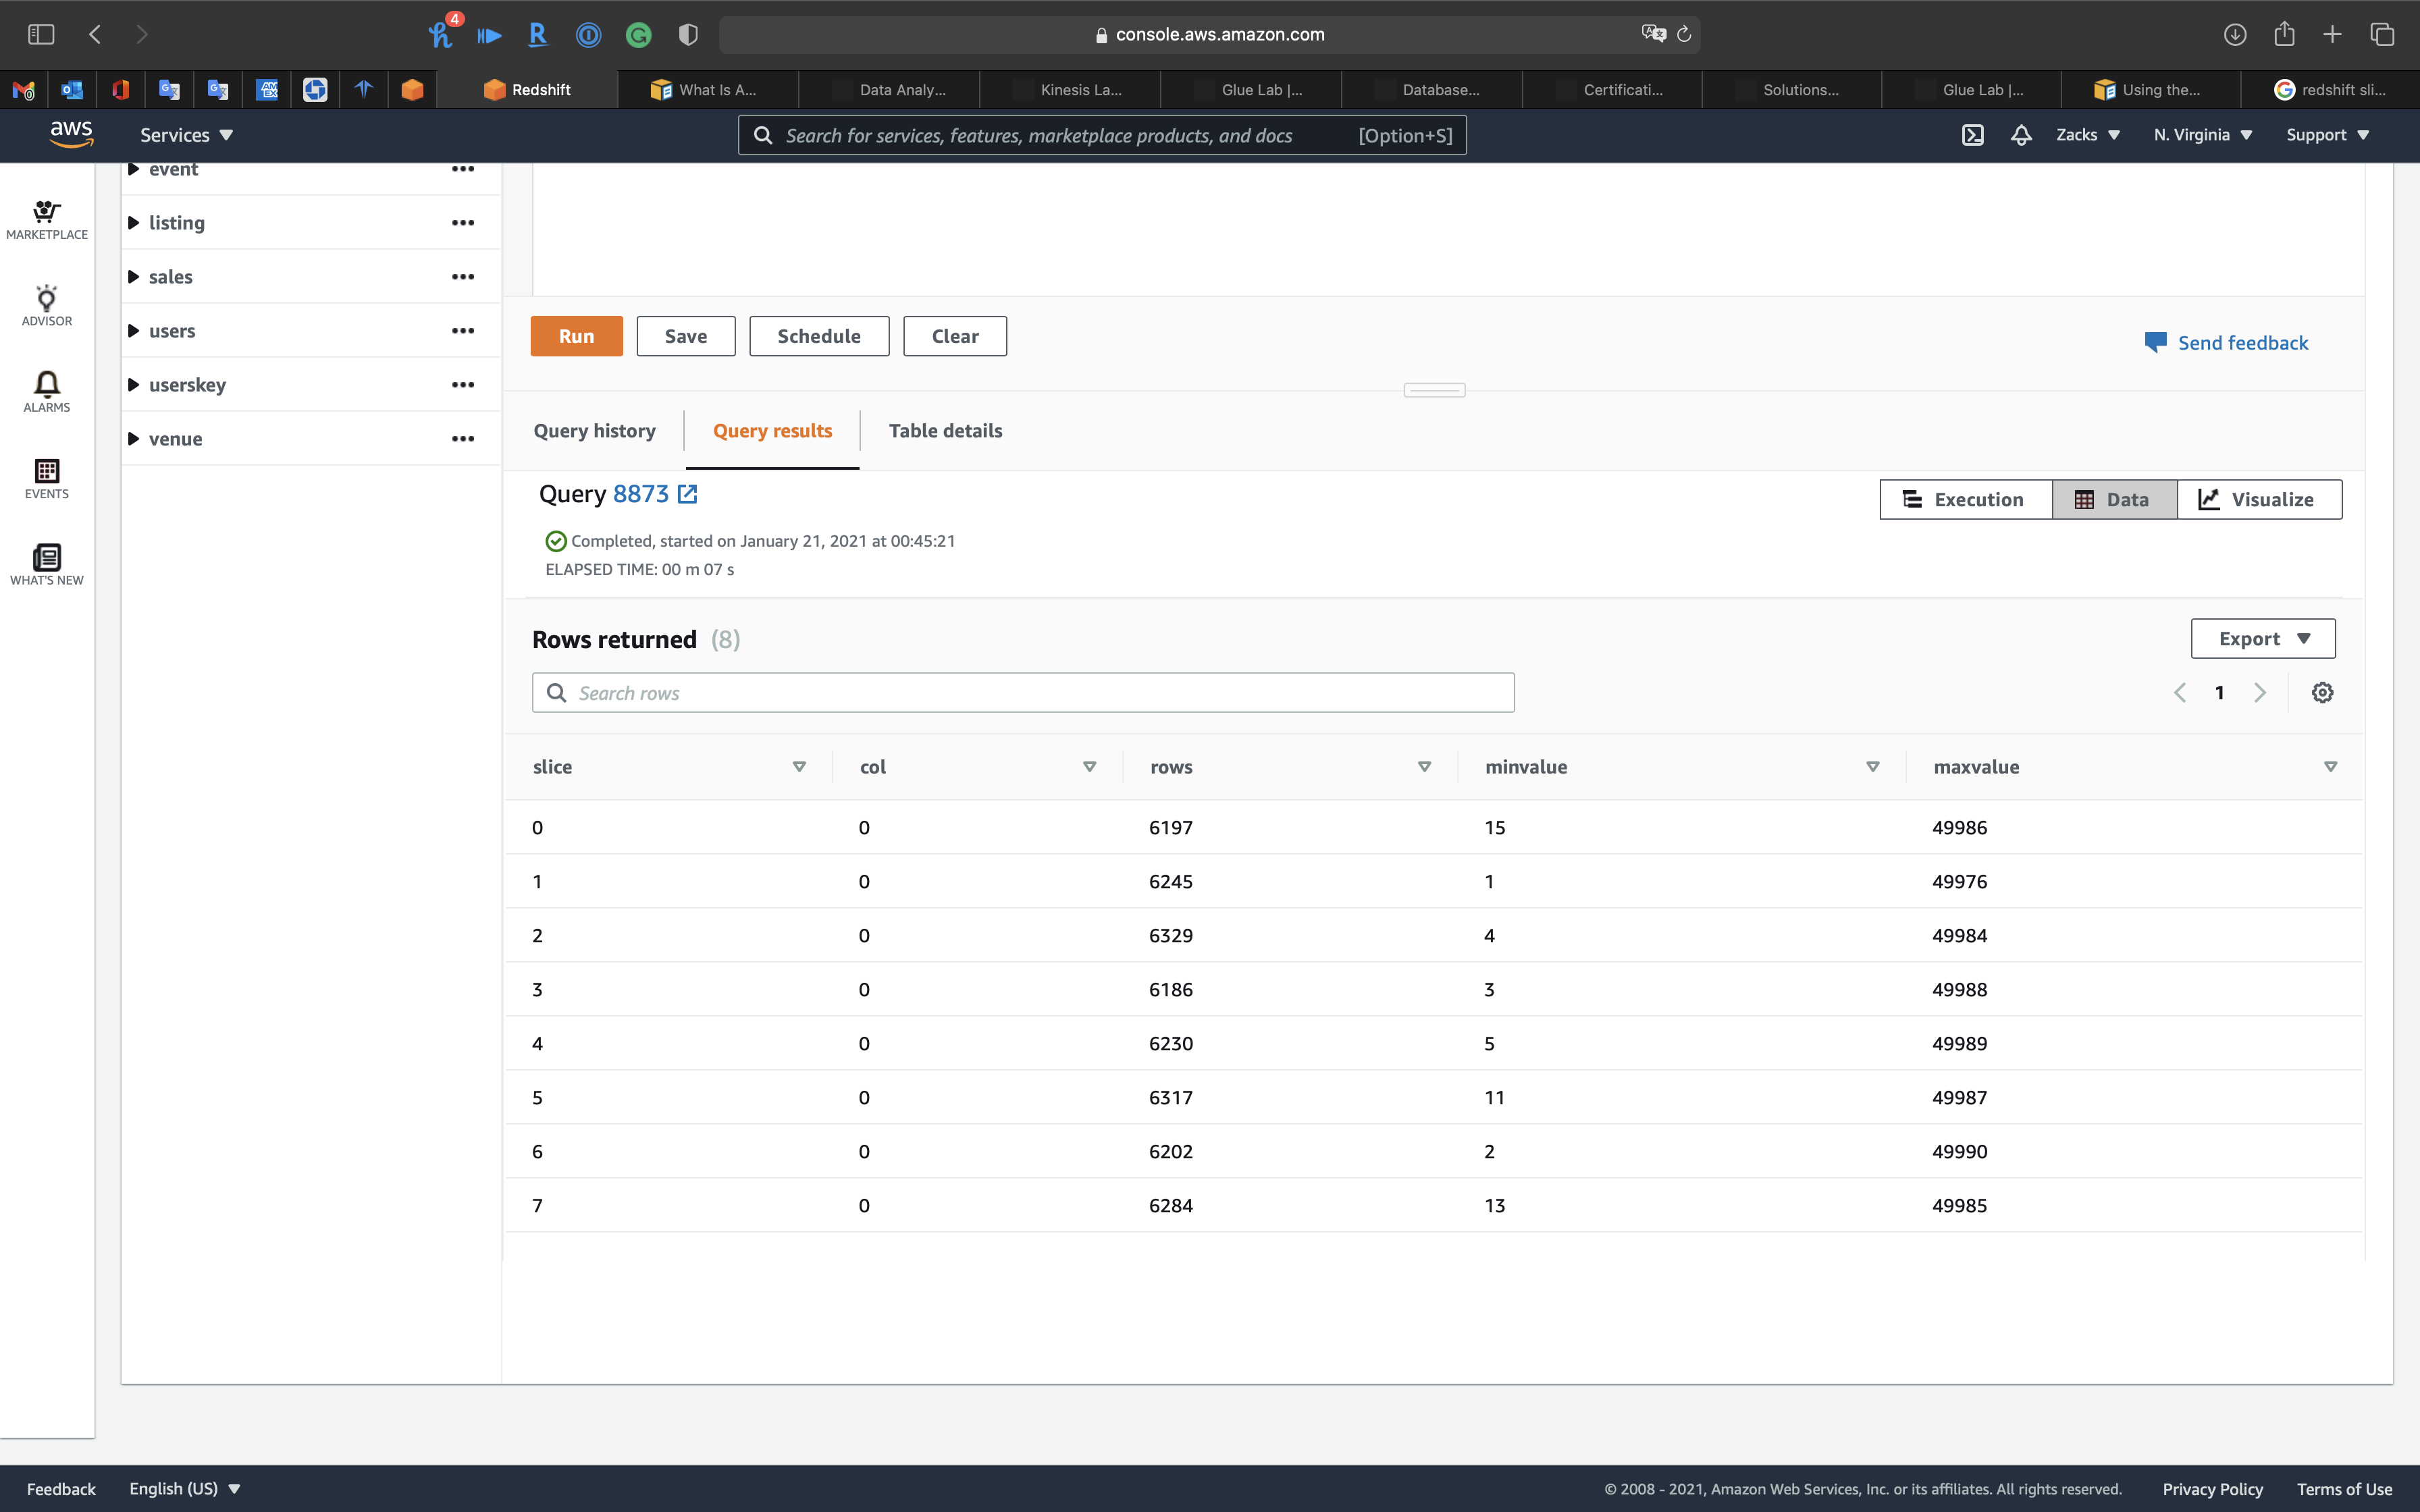 4
console.aws.amazon.com
Redshift
What Is A...
Data Analy...
Kinesis La...
Glue Lab |...
Database...
Certificati...
Solutions...
Glue Lab |...
Using the...
redshift sli...
aws
Services
Search for services, features, marketplace products, and docs [Option+S]
Zacks
N. Virginia
Support
MARKETPLACE
ADVISOR
ALARMS
EVENTS
WHAT'S NEW
event
listing
sales
users
userskey
venue
Run Save Schedule Clear
Send feedback
Query history Query results Table details
Query 8873
Execution Data Visualize
Completed, started on January 21, 2021 at 00:45:21
ELAPSED TIME: 00 m 07 s
Rows returned (8)
Export
Search rows
1
slice col rows minvalue maxvalue
0 0 6197 15 49986
1 0 6245 1 49976
2 0 6329 4 49984
3 0 6186 3 49988
4 0 6230 5 49989
5 0 6317 11 49987
6 0 6202 2 49990
7 0 6284 13 49985
Feedback English (US)
© 2008 - 2021, Amazon Web Services, Inc. or its affiliates. All rights reserved. Privacy Policy Terms of Use